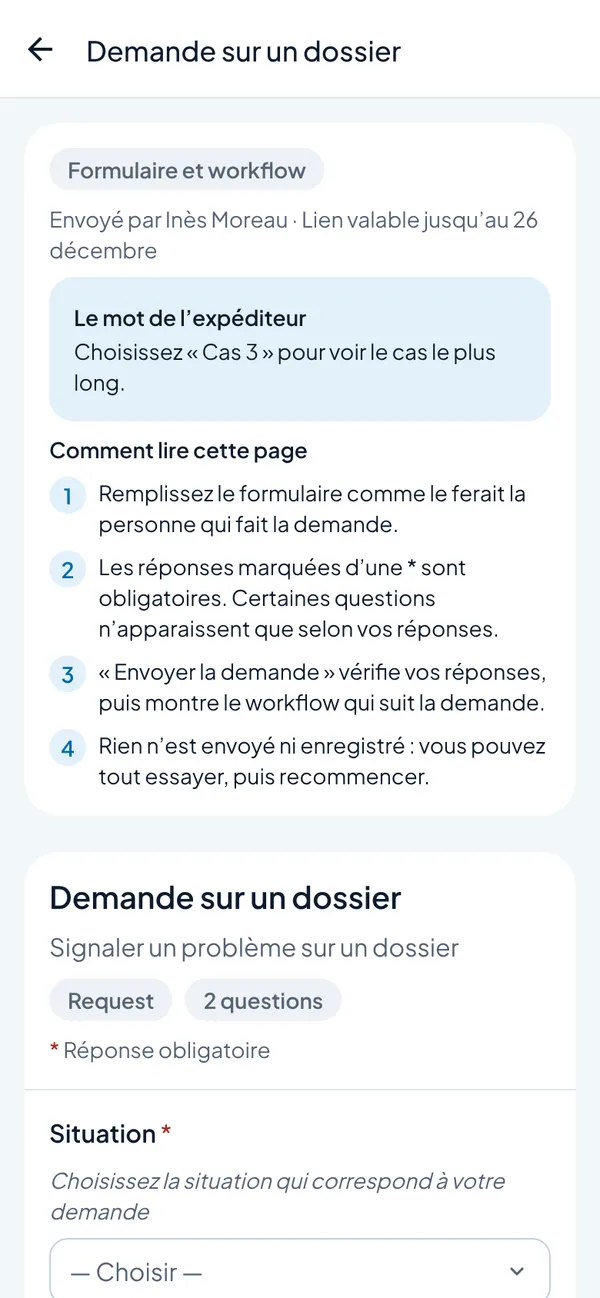 Demande sur un dossier
Formulaire et workflow
Envoyé par Inès Moreau · Lien valable jusqu’au 26
décembre
Le mot de l’expéditeur
Choisissez « Cas 3 » pour voir le cas le plus
long.
Comment lire cette page
1 Remplissez le formulaire comme le ferait la
personne qui fait la demande.
2 Les réponses marquées d’une * sont
obligatoires. Certaines questions
n’apparaissent que selon vos réponses.
3 « Envoyer la demande » vérifie vos réponses,
puis montre le workflow qui suit la demande.
4 Rien n’est envoyé ni enregistré : vous pouvez
tout essayer, puis recommencer.
Demande sur un dossier
Signaler un problème sur un dossier
Request 2 questions
* Réponse obligatoire
Situation *
Choisissez la situation qui correspond à votre
demande
— Choisir —